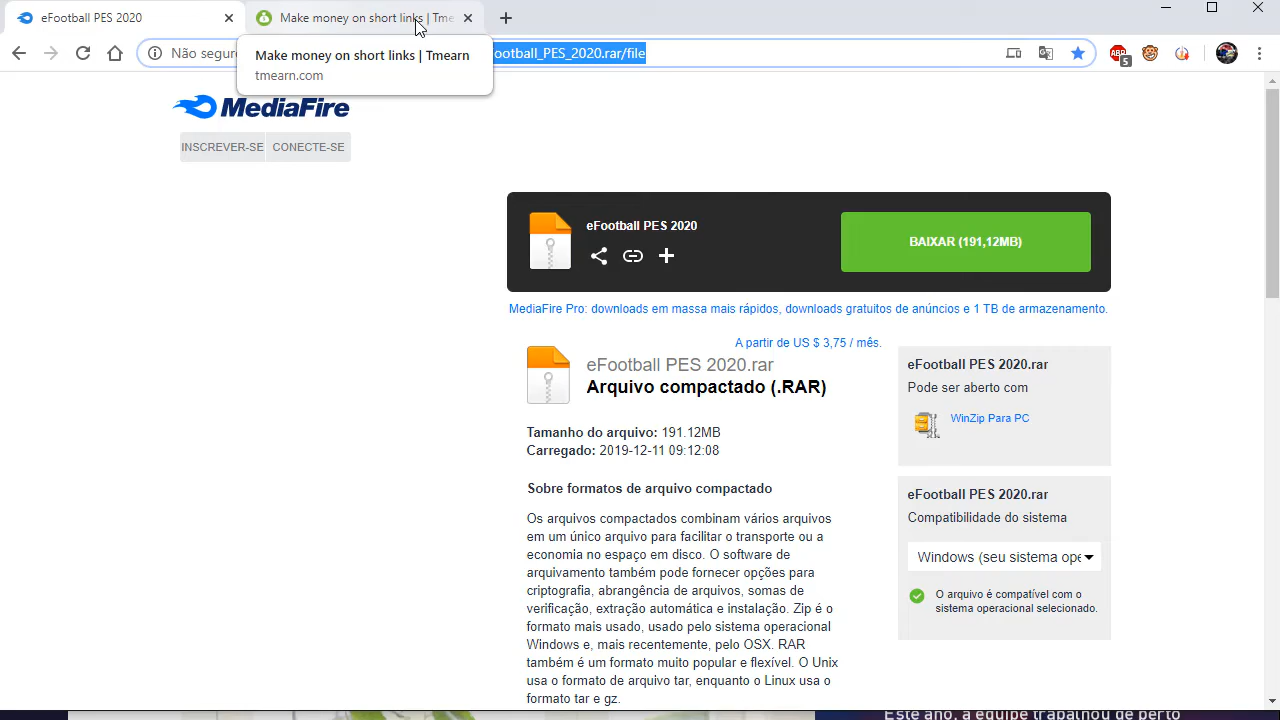 eFootball PES 2020
Make money on short links | Tme
Não segur
ootball_PES_2020.rar/file
Make money on short links | Tmearn
tmearn.com
ABP
5
MediaFire
INSCREVER-SE
CONECTE-SE
eFootball PES 2020
BAIXAR (191,12MB)
MediaFire Pro: downloads em massa mais rápidos, downloads gratuitos de anúncios e 1 TB de armazenamento.
A partir de US $ 3,75 / mês.
eFootball PES 2020.rar
Arquivo compactado (.RAR)
Tamanho do arquivo: 191.12MB
Carregado: 2019-12-11 09:12:08
Sobre formatos de arquivo compactado
Os arquivos compactados combinam vários arquivos
em um único arquivo para facilitar o transporte ou a
economia no espaço em disco. O software de
arquivamento também pode fornecer opções para
criptografia, abrangência de arquivos, somas de
verificação, extração automática e instalação. Zip é o
formato mais usado, usado pelo sistema operacional
Windows e, mais recentemente, pelo OSX. RAR
também é um formato muito popular e flexível. O Unix
usa o formato de arquivo tar, enquanto o Linux usa o
formato tar e gz.
eFootball PES 2020.rar
Pode ser aberto com
WinZip Para PC
eFootball PES 2020.rar
Compatibilidade do sistema
Windows (seu sistema ope
O arquivo é compatível com o
sistema operacional selecionado.
Este ano, a equipe trabalhou de perto